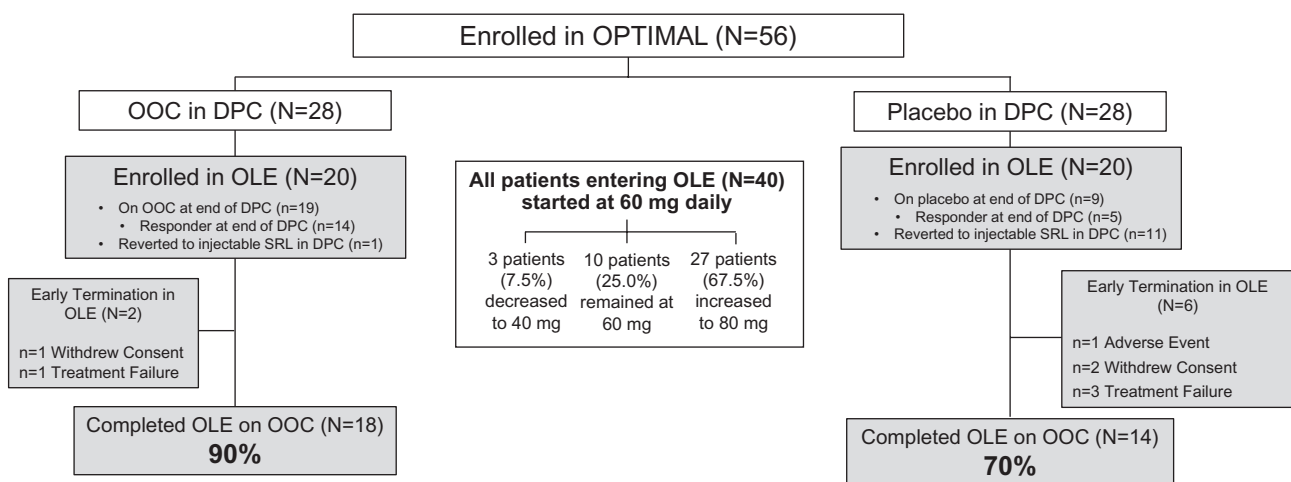 Enrolled in OPTIMAL (N=56)
OOC in DPC (N=28)
Enrolled in OLE (N=20)
• On OOC at end of DPC (n=19)
• Responder at end of DPC (n=14)
• Reverted to injectable SRL in DPC (n=1)
Early Termination in
OLE (N=2)
n=1 Withdrew Consent
n=1 Treatment Failure
Completed OLE on OOC (N=18)
90%
All patients entering OLE (N=40)
started at 60 mg daily
3 patients
(7.5%)
decreased
to 40 mg
10 patients
(25.0%)
remained at
60 mg
27 patients
(67.5%)
increased
to 80 mg
Placebo in DPC (N=28)
Enrolled in OLE (N=20)
• On placebo at end of DPC (n=9)
• Responder at end of DPC (n=5)
• Reverted to injectable SRL in DPC (n=11)
Early Termination in OLE
(N=6)
n=1 Adverse Event
n=2 Withdrew Consent
n=3 Treatment Failure
Completed OLE on OOC (N=14)
70%